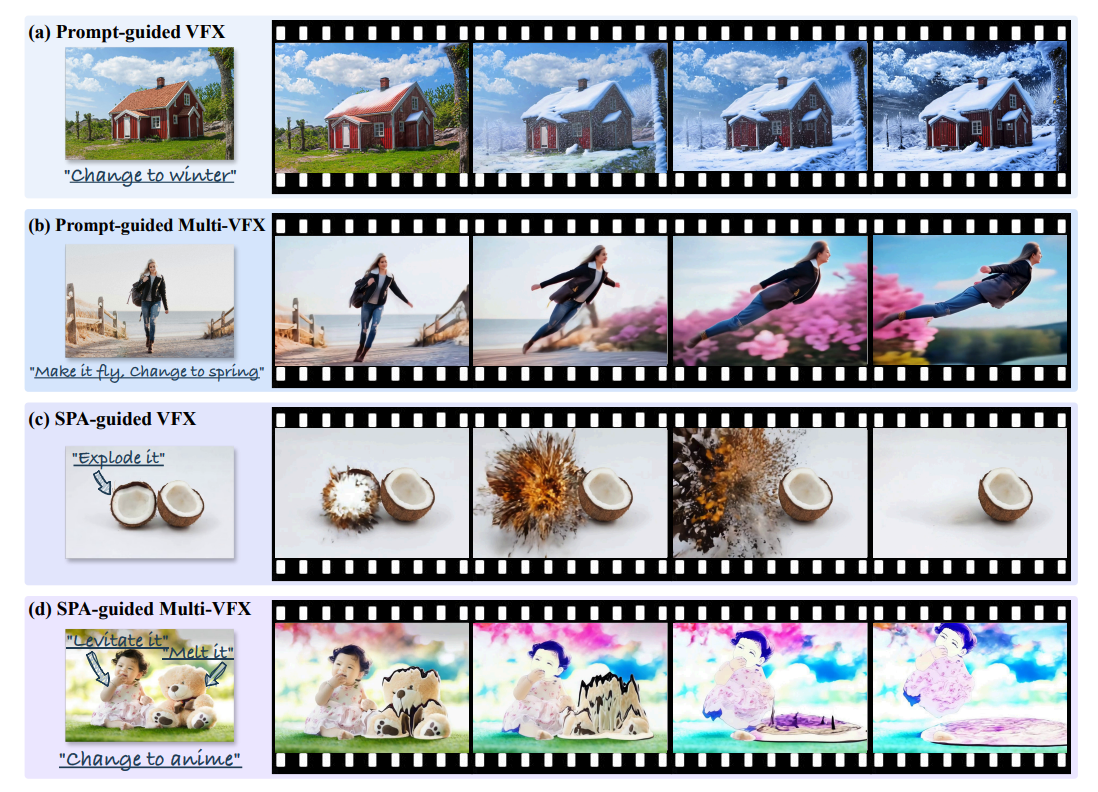 (a) Prompt-guided VFX
"Change to winter"
(b) Prompt-guided Multi-VFX
"Make it fly, Change to spring"
(c) SPA-guided VFX
"Explode it"
(d) SPA-guided Multi-VFX
"Levitate it"
"Melt it"
"Change to anime"